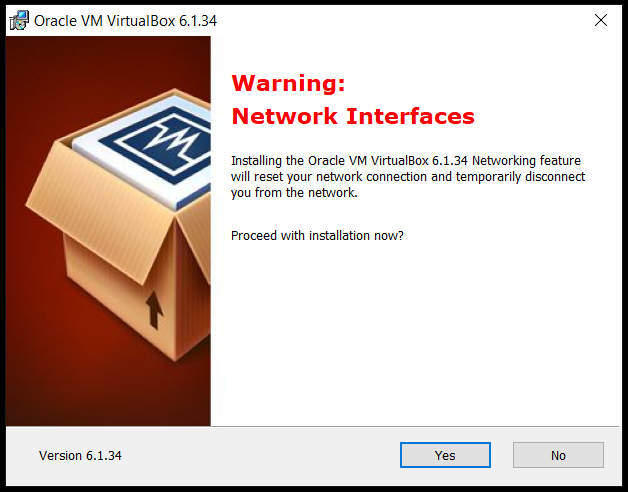 Oracle VM VirtualBox 6.1.34
Warning:
Network Interfaces
Installing the Oracle VM VirtualBox 6.1.34 Networking feature
will reset your network connection and temporarily disconnect
you from the network.
Proceed with installation now?
Version 6.1.34
Yes
No